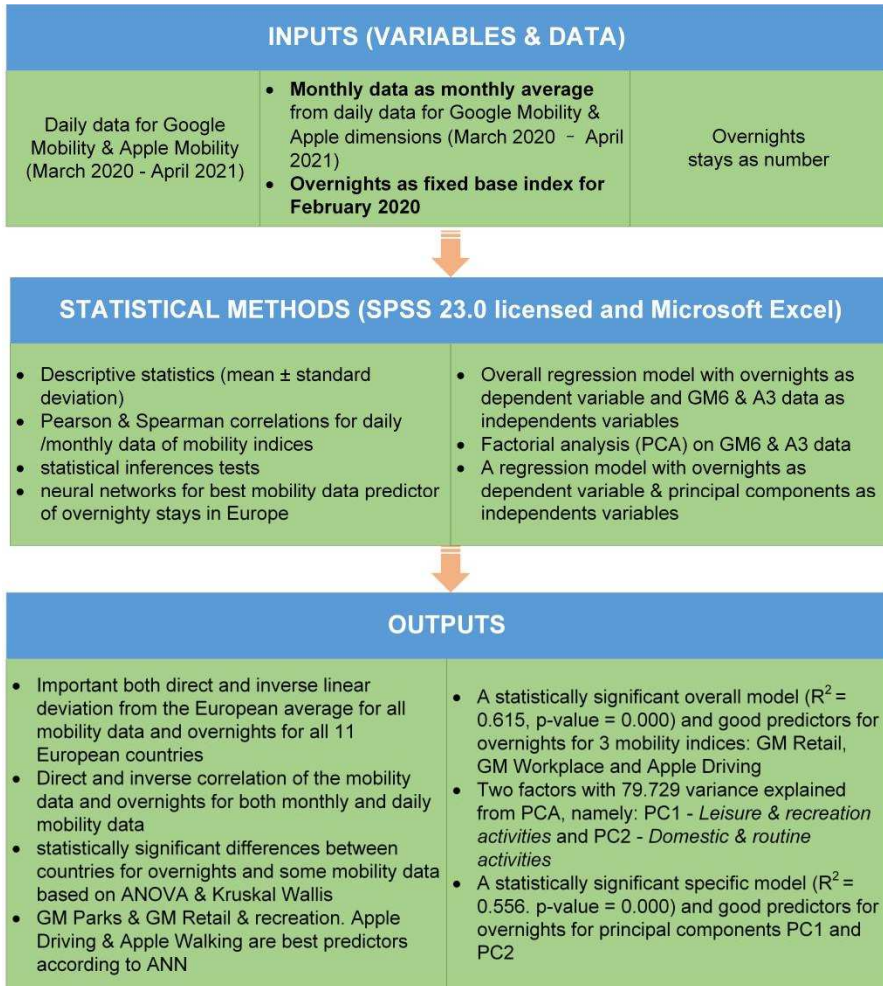 INPUTS (VARIABLES & DATA)
Daily data for Google
Mobility & Apple Mobility
(March 2020 - April 2021)
• Monthly data as monthly average
from daily data for Google Mobility &
Apple dimensions (March 2020 – April
2021)
• Overnights as fixed base index for
February 2020
Overnights
stays as number
STATISTICAL METHODS (SPSS 23.0 licensed and Microsoft Excel)
• Descriptive statistics (mean ± standard
deviation)
• Pearson & Spearman correlations for daily
/monthly data of mobility indices
• statistical inferences tests
• neural networks for best mobility data predictor
of overnighty stays in Europe
• Overall regression model with overnights as
dependent variable and GM6 & A3 data as
independents variables
• Factorial analysis (PCA) on GM6 & A3 data
• A regression model with overnights as
dependent variable & principal components as
independents variables
OUTPUTS
• Important both direct and inverse linear
deviation from the European average for all
mobility data and overnights for all 11
European countries
• Direct and inverse correlation of the mobility
data and overnights for both monthly and daily
mobility data
• statistically significant differences between
countries for overnights and some mobility data
based on ANOVA & Kruskal Wallis
• GM Parks & GM Retail & recreation. Apple
Driving & Apple Walking are best predictors
according to ANN
• A statistically significant overall model (R² =
0.615, p-value = 0.000) and good predictors for
overnights for 3 mobility indices: GM Retail,
GM Workplace and Apple Driving
• Two factors with 79.729 variance explained
from PCA, namely: PC1 - Leisure & recreation
activities and PC2 - Domestic & routine
activities
• A statistically significant specific model (R² =
0.556. p-value = 0.000) and good predictors for
overnights for principal components PC1 and
PC2